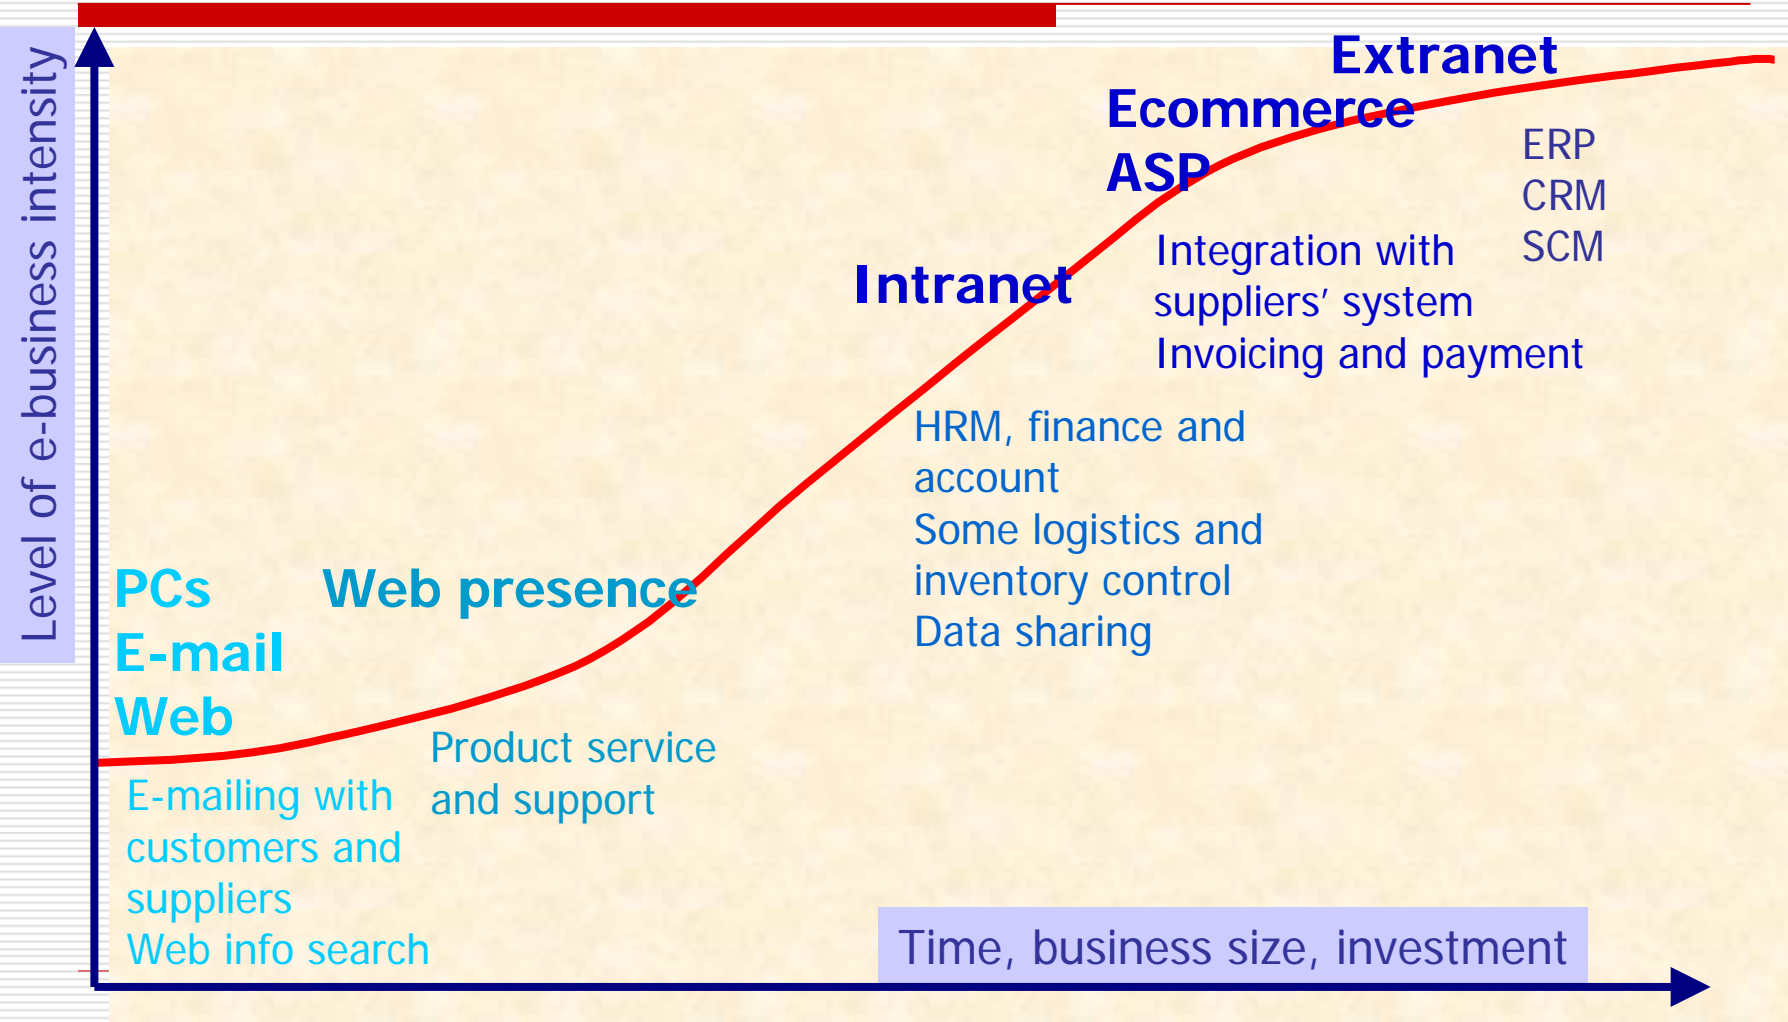 Level of e-business intensity
Extranet
Ecommerce
ASP
ERP
CRM
SCM
Integration with
suppliers’ system
Invoicing and payment
Intranet
HRM, finance and
account
Some logistics and
inventory control
Data sharing
PCs
E-mail
Web
Web presence
Product service
and support
E-mailing with
customers and
suppliers
Web info search
Time, business size, investment